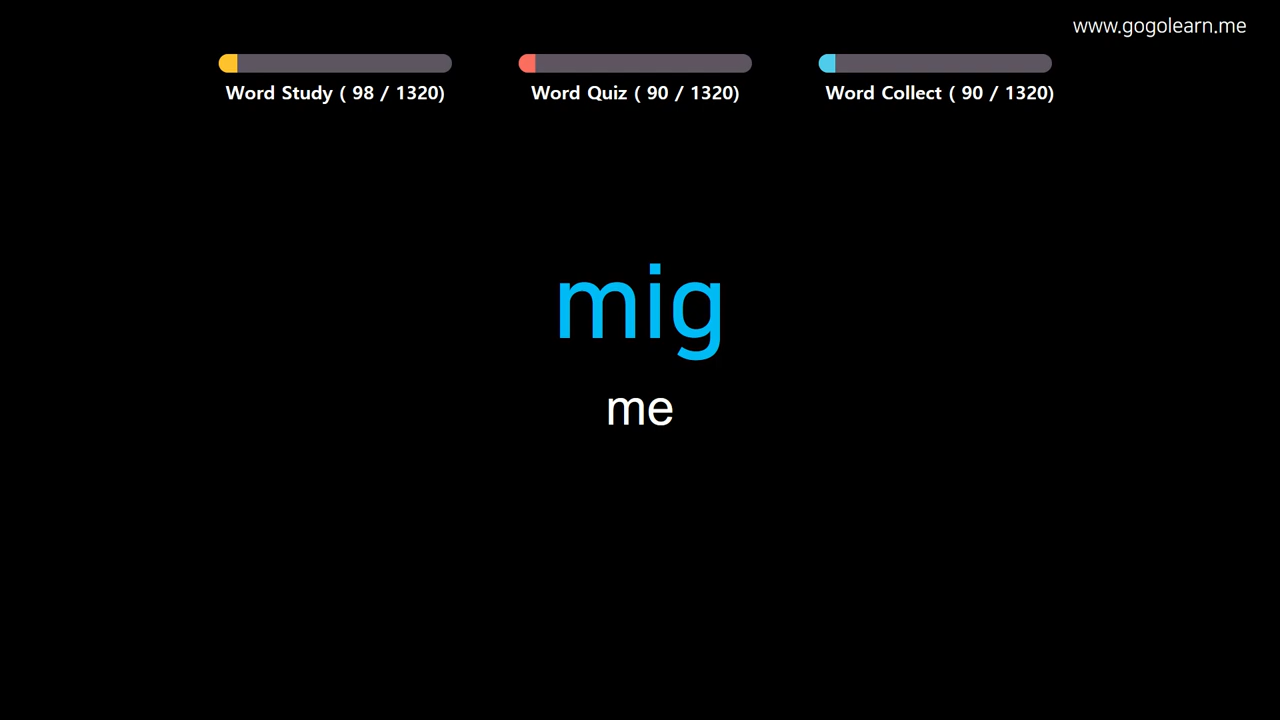 www.gogolearn.me
Word Study ( 98 / 1320)
Word Quiz ( 90 / 1320)
Word Collect ( 90 / 1320)
mig
me